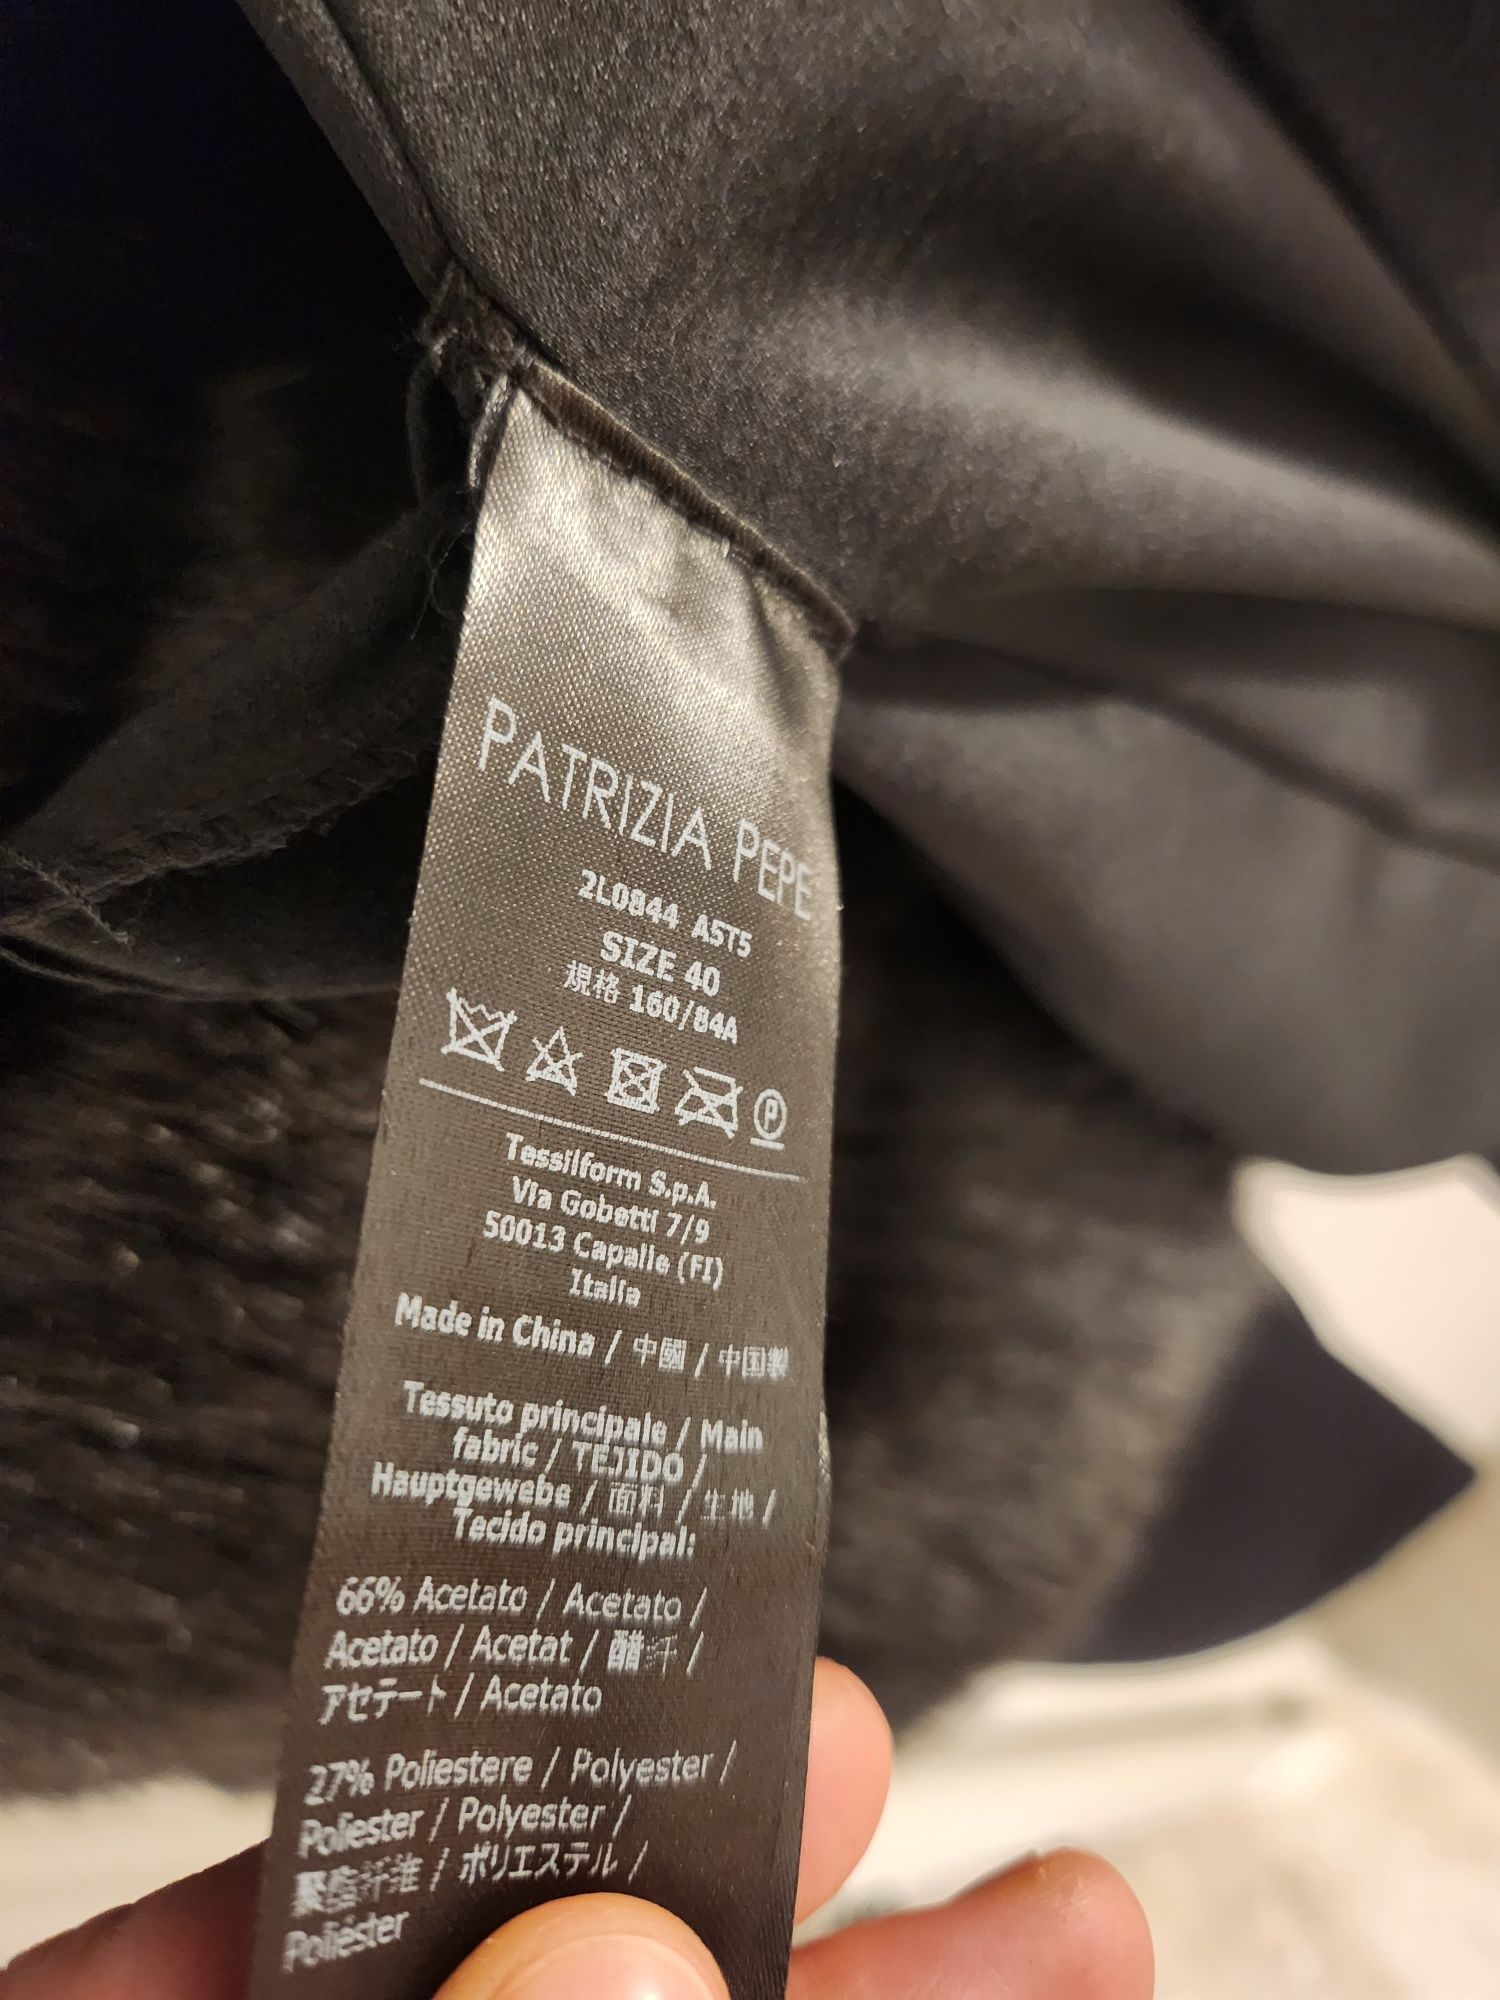 PATRIZIA PEPE
2L0844 A5T5
SIZE 40
規格 160/84A
P
Tessilform S.p.A.
Via Gobetti 7/9
50013 Capalle (FI)
Italia
Made in China / 中國 / 中国製
Tessuto principale / Main
fabric / TEJIDO /
Hauptgewebe / 面料 / 生地 /
Tecido principal:
66% Acetato / Acetato /
Acetato / Acetat / 醋纤 /
アセテート / Acetato
27% Poliestere / Polyester /
Poliester / Polyester /
聚酯纤维 / ポリエステル /
Poliéster